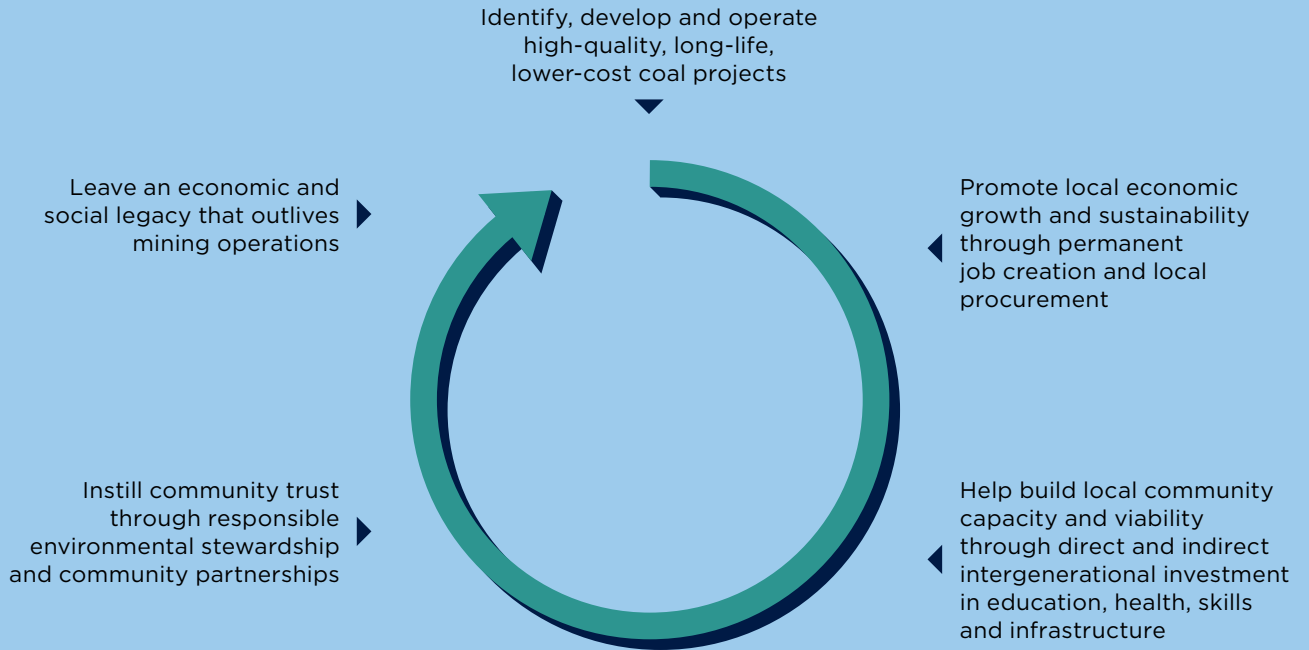 Identify, develop and operate
high-quality, long-life,
lower-cost coal projects
Promote local economic
growth and sustainability
through permanent
job creation and local
procurement
Help build local community
capacity and viability
through direct and indirect
intergenerational investment
in education, health, skills
and infrastructure
Instill community trust
through responsible
environmental stewardship
and community partnerships
Leave an economic and
social legacy that outlives
mining operations